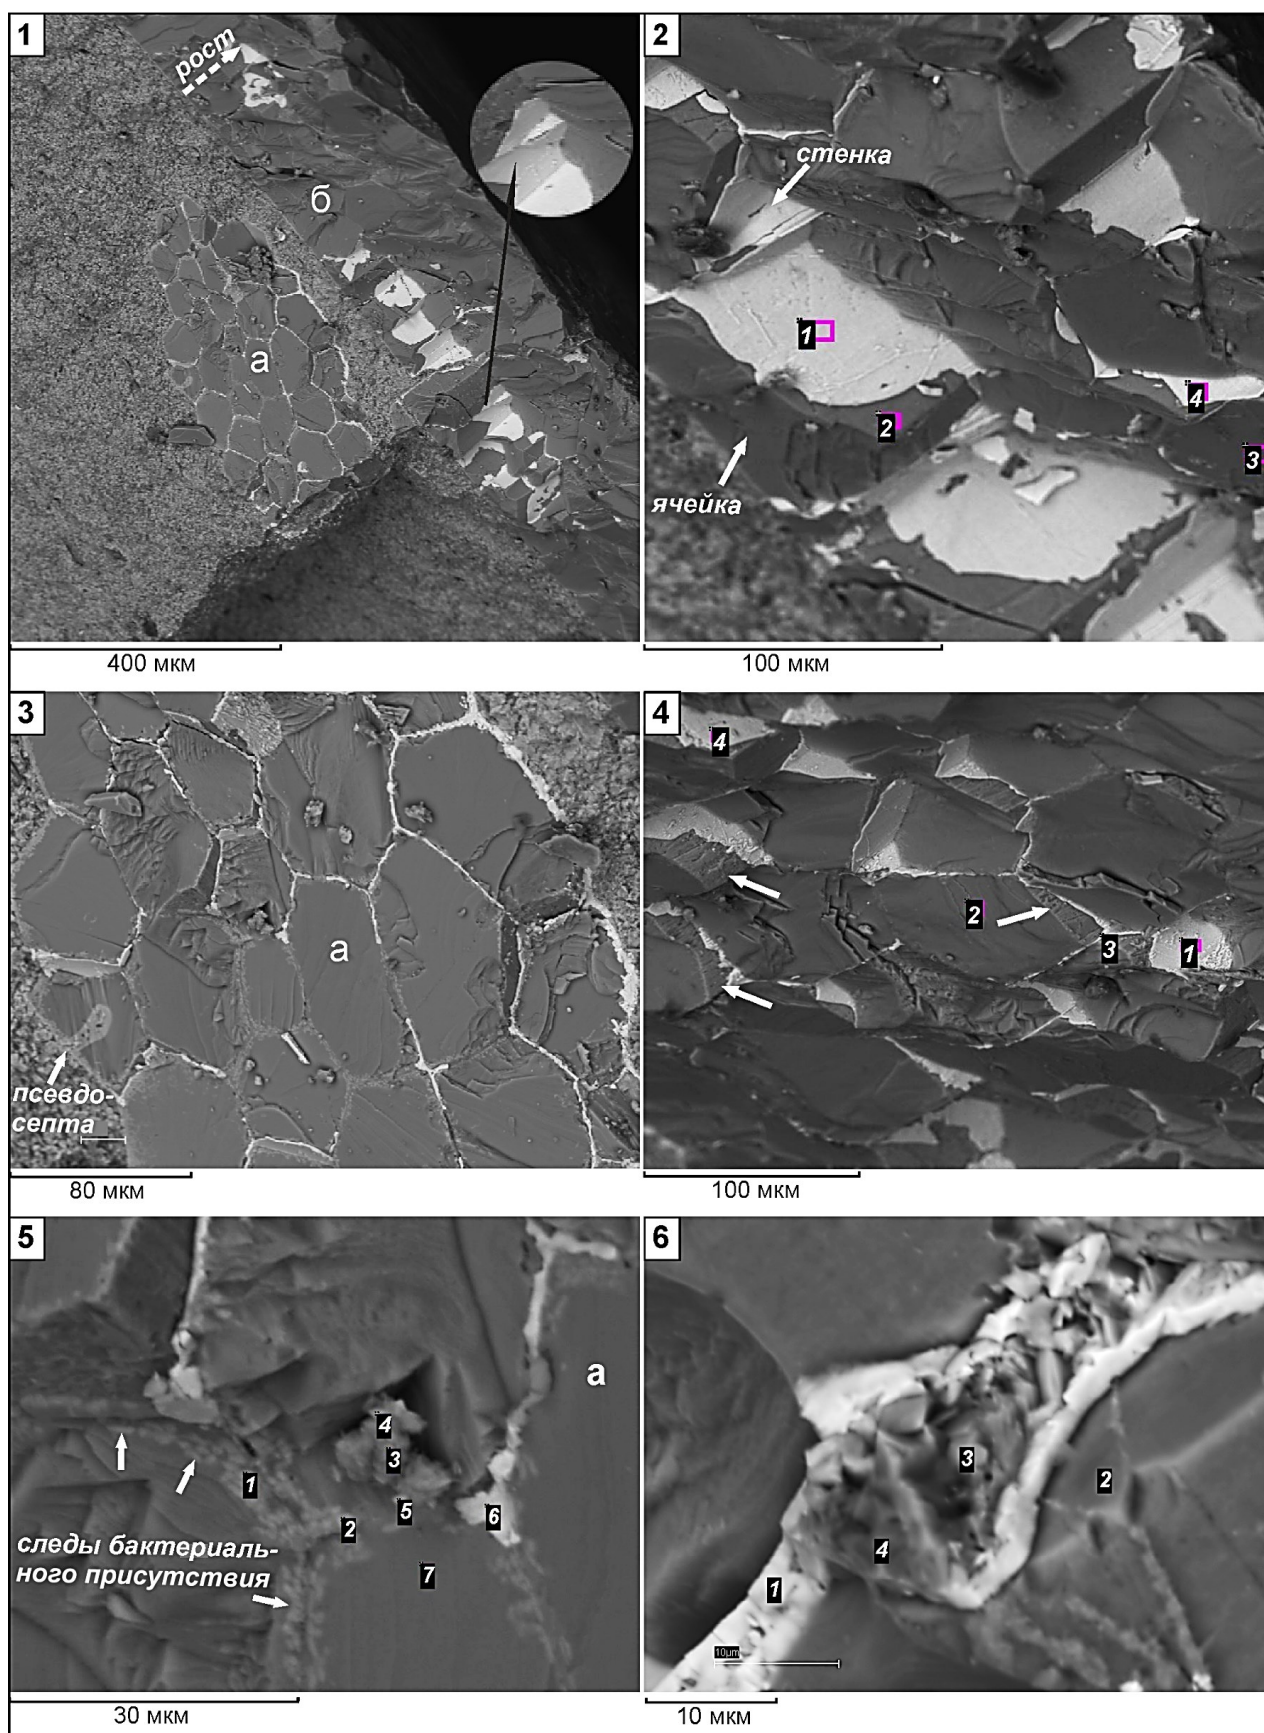 1
рост
б
а
400 мкм
2
стенка
1
2
4
3
ячейка
100 мкм
3
а
псевдо-
септа
80 мкм
4
4
2
3
1
100 мкм
5
а
4
1
3
5
6
2
7
следы бактериаль-
ного присутствия
30 мкм
6
3
2
4
1
10µm
10 мкм